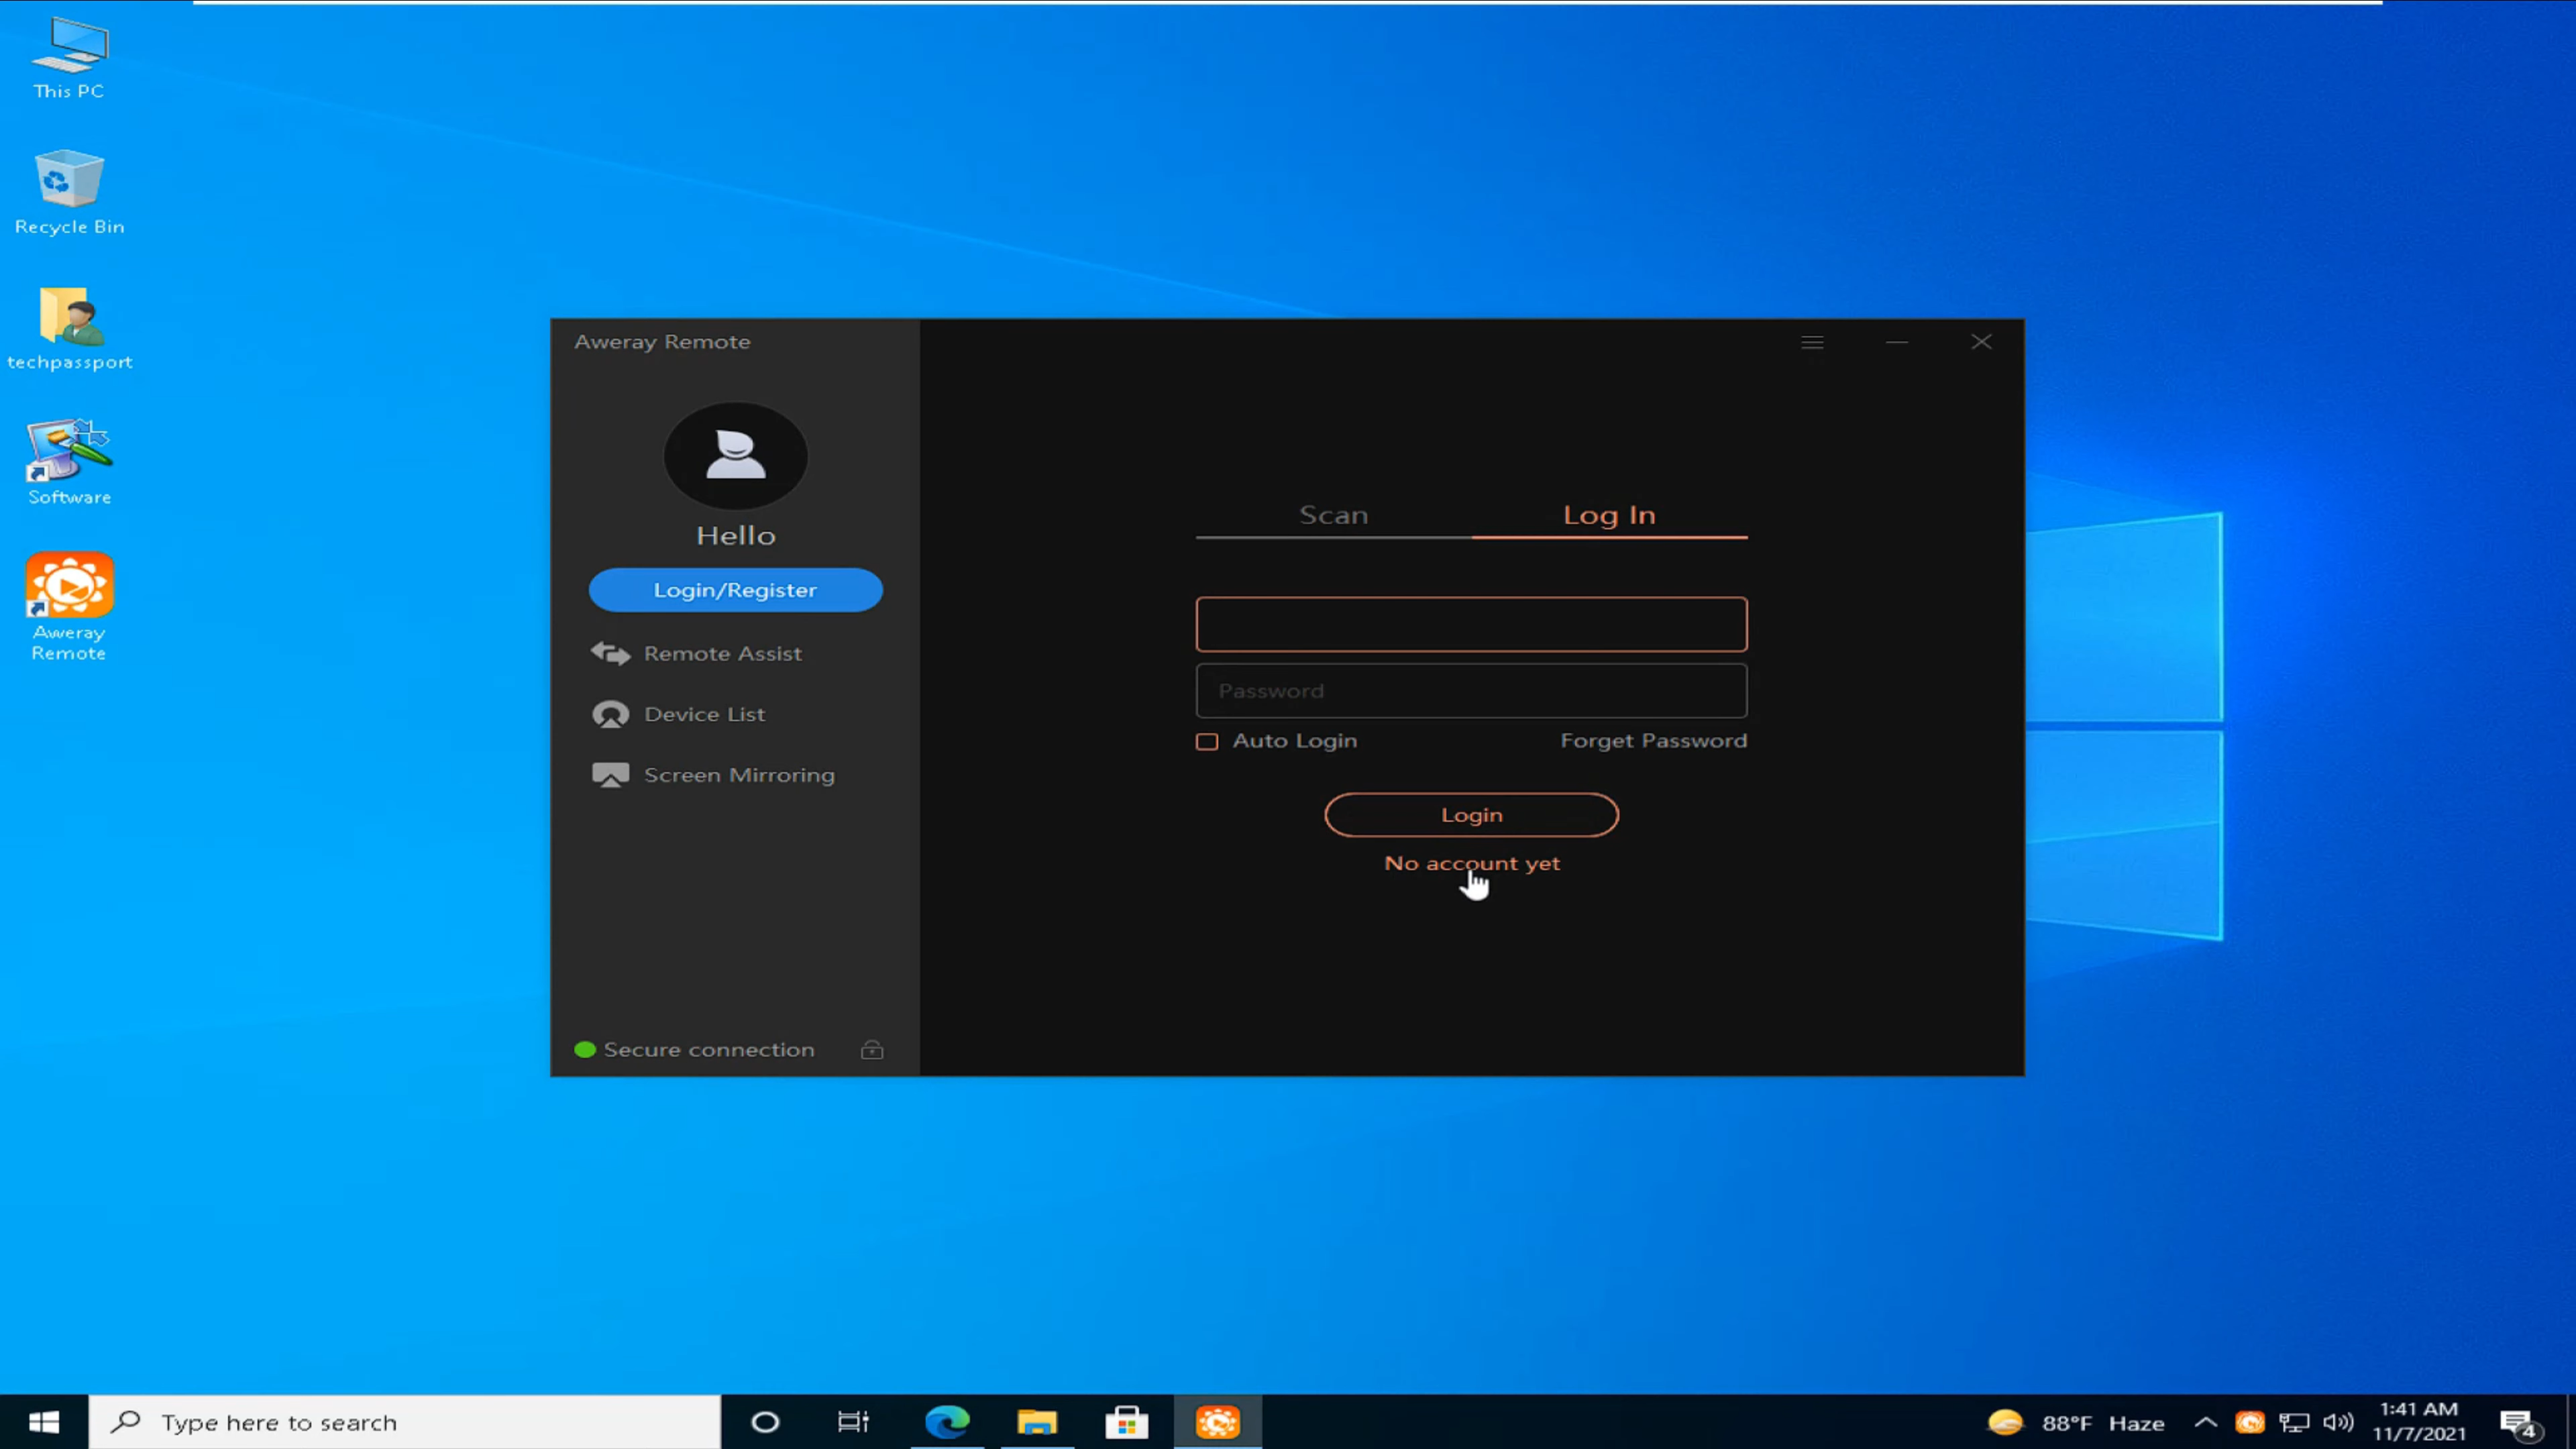 This PC
Recycle Bin
techpassport
Software
Aweray
Remote
Aweray Remote
Hello
Login/Register
Remote Assist
Device List
Screen Mirroring
Secure connection
Scan
Log In
Password
Auto Login
Forget Password
Login
No account yet
Type here to search
88°F Haze
1:41 AM
11/7/2021
4